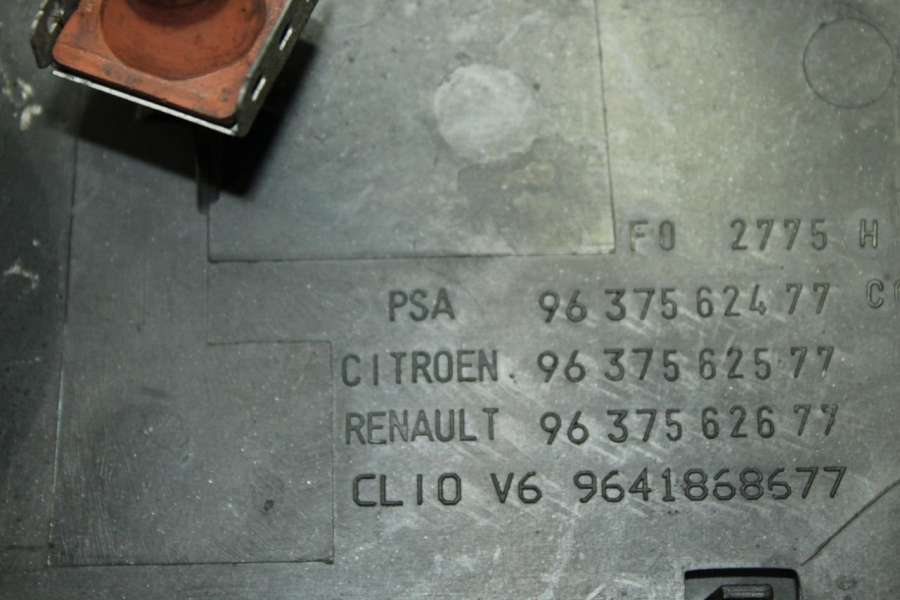 FO 2775 H
PSA 96 375 624 77
CITROEN 96 375 625 77
RENAULT 96 375 626 77
CLIO V6 9641868677